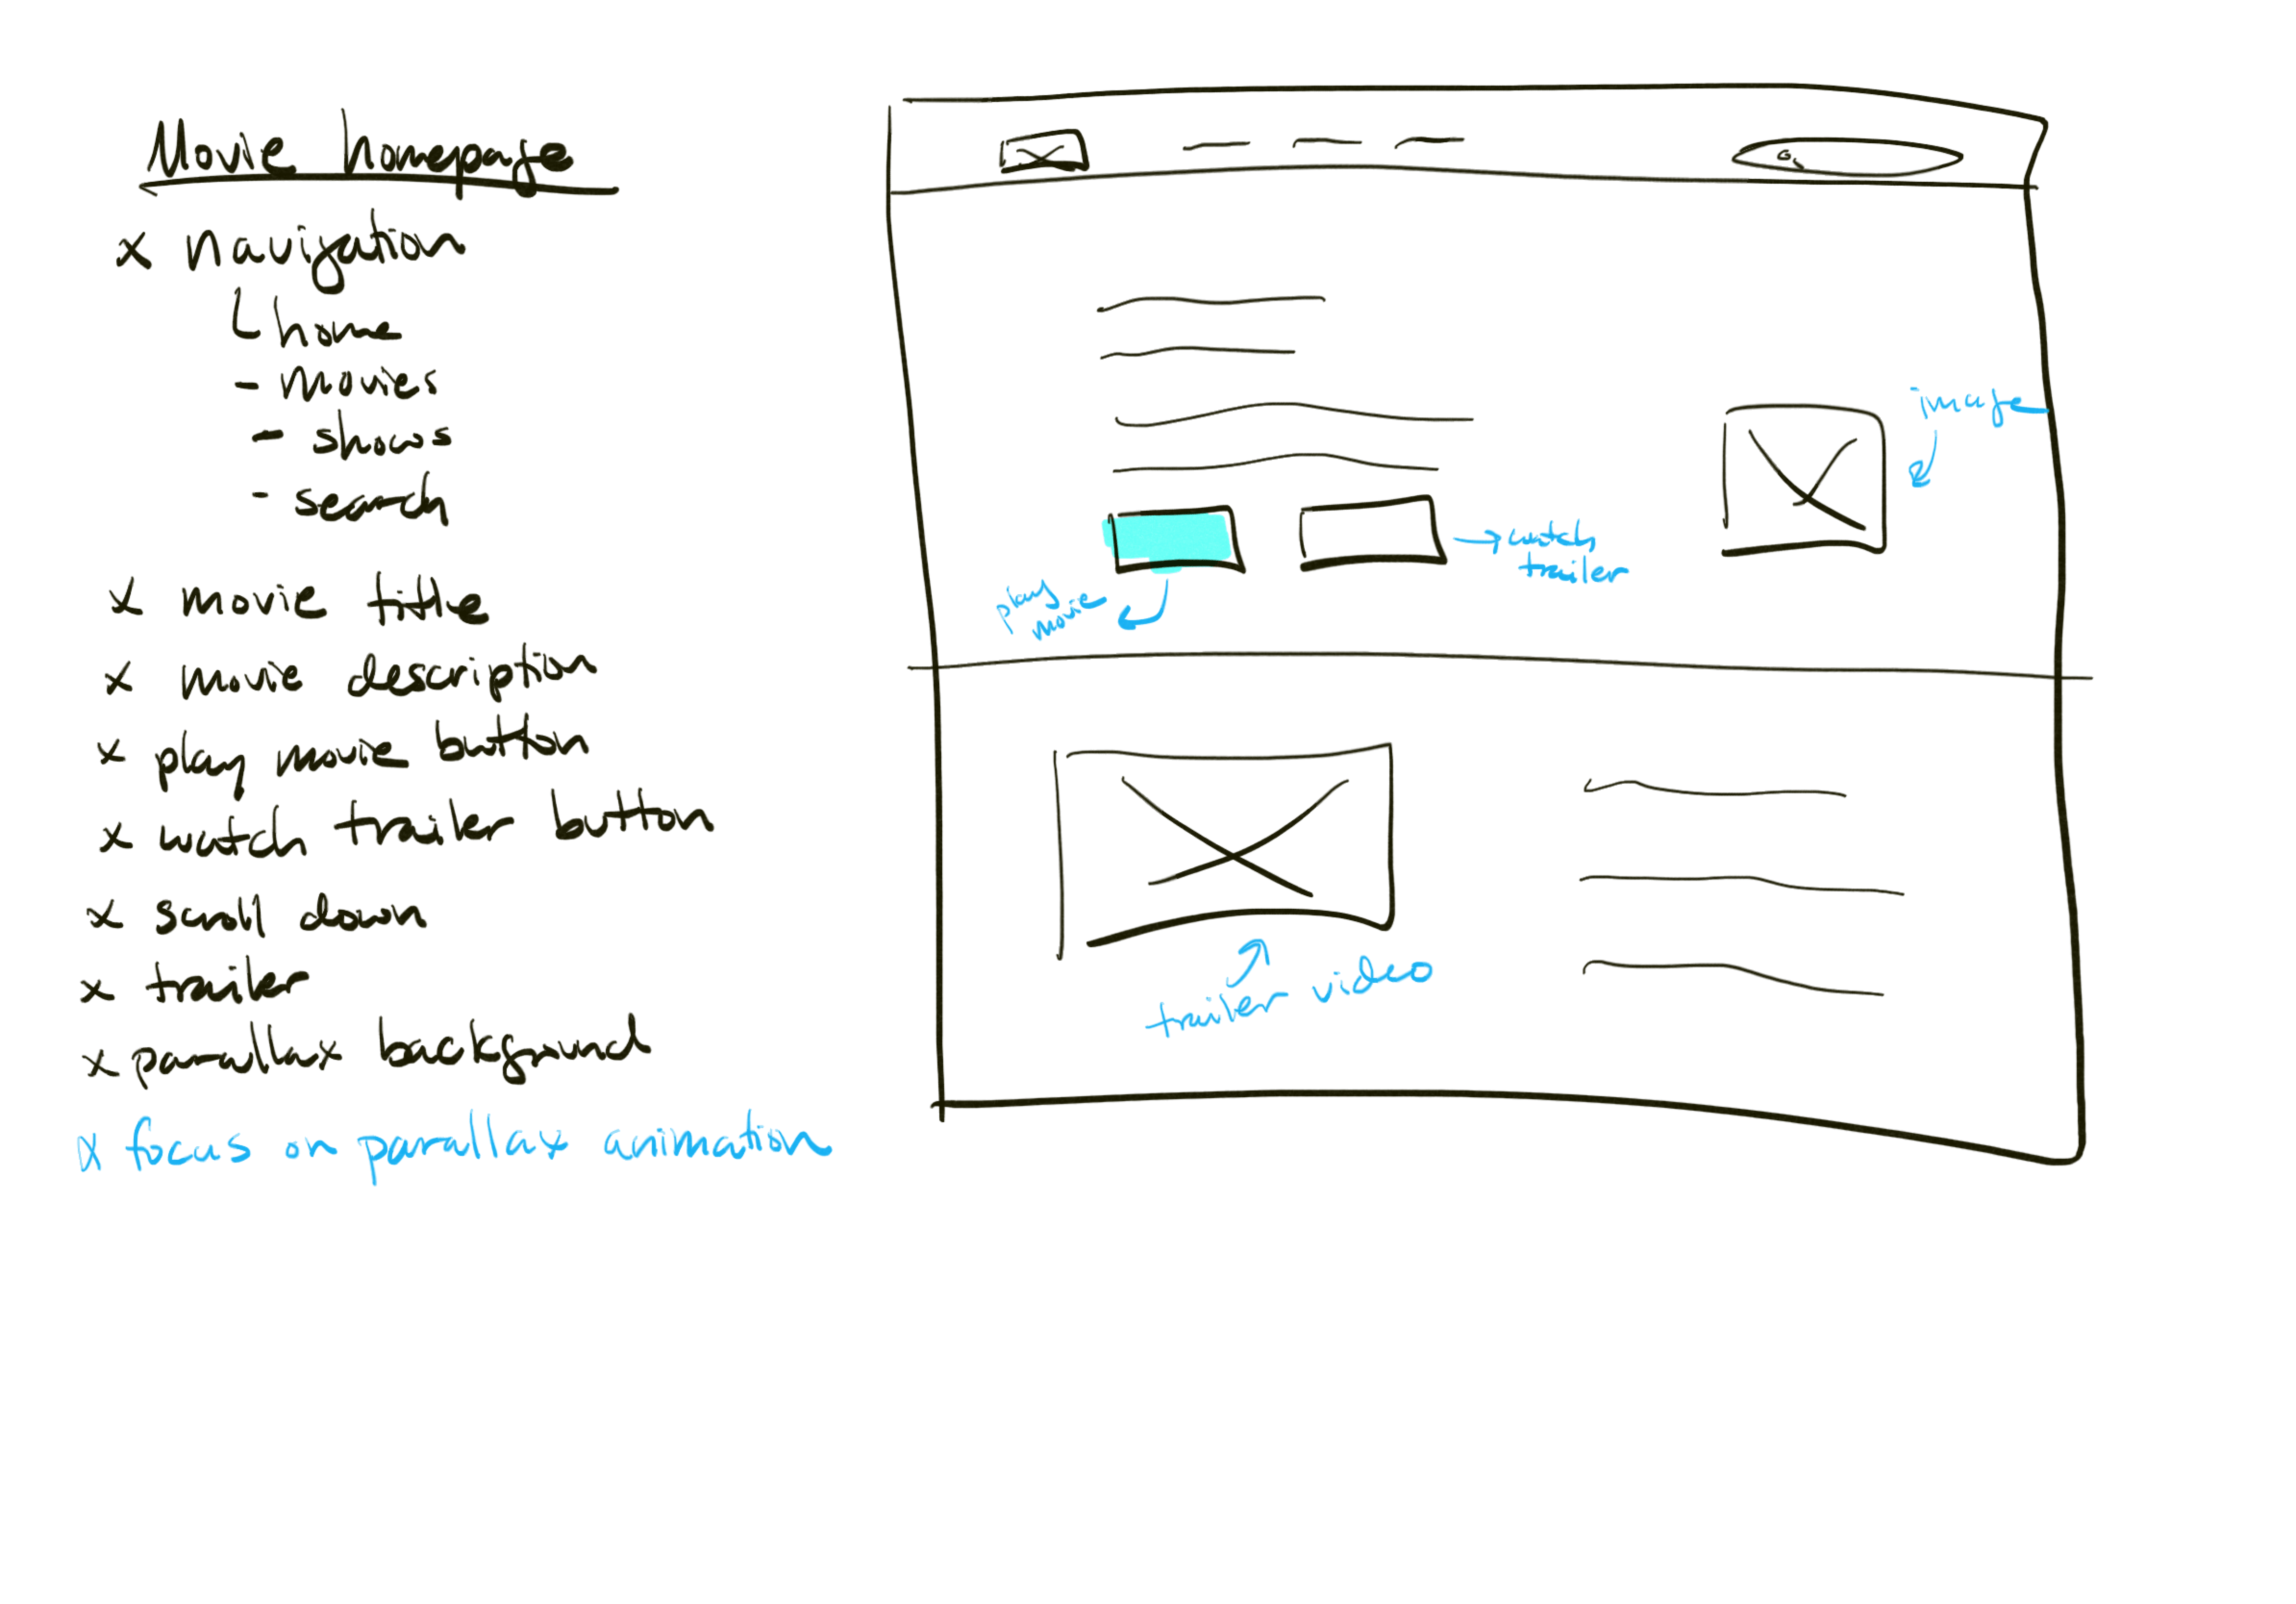 Movie homepage
x navigation
home
- movies
- shows
- search
x movie title
x movie description
x play movie button
x watch trailer button
x scroll down
x trailer
x parallax background
x focus on parallax animation
image
watch
trailer
play
movie
trailer video